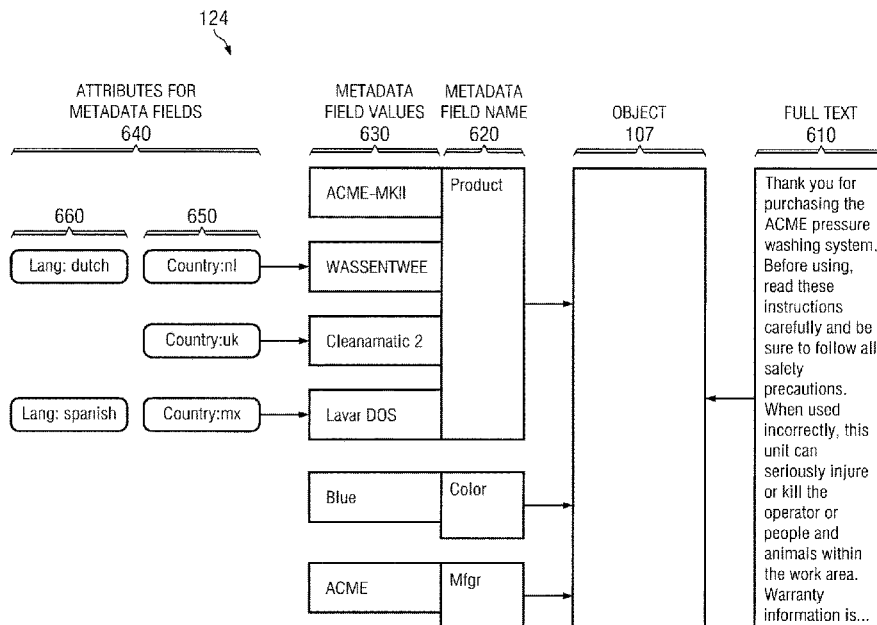 124
ATTRIBUTES FOR
METADATA FIELDS
640
METADATA
FIELD VALUES
630
METADATA
FIELD NAME
620
OBJECT
107
FULL TEXT
610
660
650
ACME-MKII
Product
Lang: dutch
Country:nl
WASSENTWEE
Country:uk
Cleanamatic 2
Lang: spanish
Country:mx
Lavar DOS
Blue
Color
ACME
Mfgr
Thank you for
purchasing the
ACME pressure
washing system.
Before using,
read these
instructions
carefully and be
sure to follow all
safety
precautions.
When used
incorrectly, this
unit can
seriously injure
or kill the
operator or
people and
animals within
the work area.
Warranty
information is...